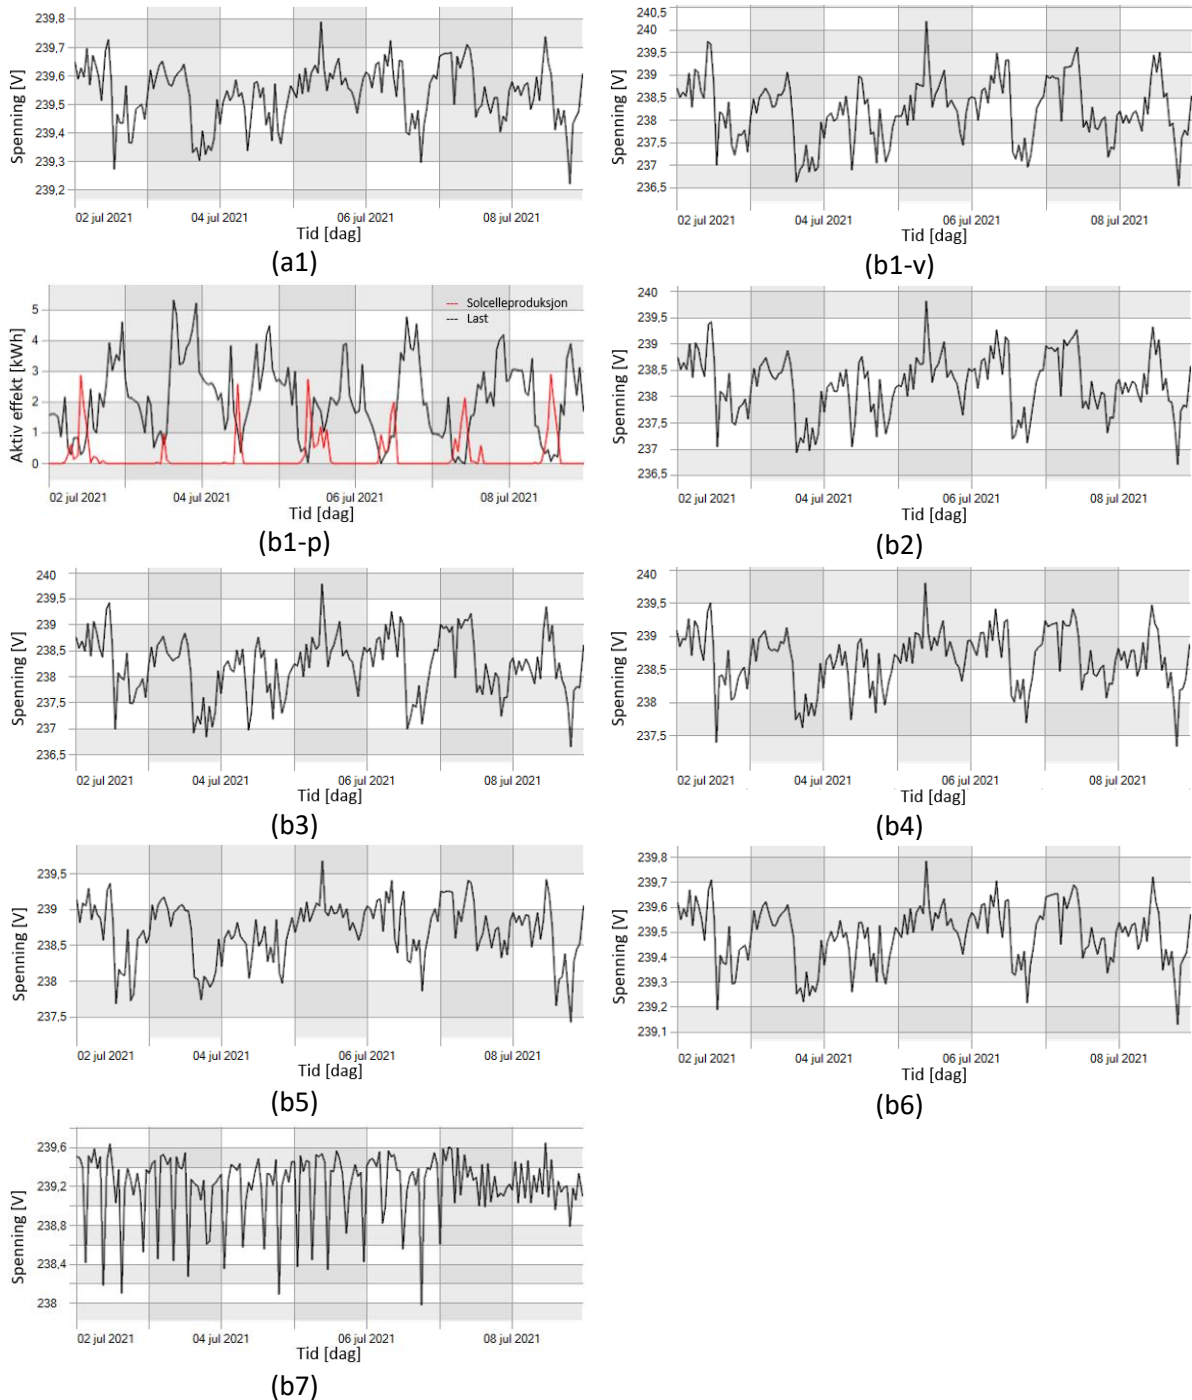 239,8
239,7
239,6
239,5
239,4
239,3
239,2
Spenning [V]
02 jul 2021 04 jul 2021 06 jul 2021 08 jul 2021
Tid [dag]
(a1)
240,5
240
239,5
239
238,5
238
237,5
237
236,5
Spenning [V]
02 jul 2021 04 jul 2021 06 jul 2021 08 jul 2021
Tid [dag]
(b1-v)
5
4
3
2
1
0
Aktiv effekt [kWh]
Solcelleproduksjon
Last
02 jul 2021 04 jul 2021 06 jul 2021 08 jul 2021
Tid [dag]
(b1-p)
240
239,5
239
238,5
238
237,5
237
236,5
Spenning [V]
02 jul 2021 04 jul 2021 06 jul 2021 08 jul 2021
Tid [dag]
(b2)
240
239,5
239
238,5
238
237,5
237
236,5
Spenning [V]
02 jul 2021 04 jul 2021 06 jul 2021 08 jul 2021
Tid [dag]
(b3)
240
239,5
239
238,5
238
237,5
Spenning [V]
02 jul 2021 04 jul 2021 06 jul 2021 08 jul 2021
Tid [dag]
(b4)
239,5
239
238,5
238
237,5
Spenning [V]
02 jul 2021 04 jul 2021 06 jul 2021 08 jul 2021
Tid [dag]
(b5)
239,8
239,7
239,6
239,5
239,4
239,3
239,2
239,1
Spenning [V]
02 jul 2021 04 jul 2021 06 jul 2021 08 jul 2021
Tid [dag]
(b6)
239,6
239,2
238,8
238,4
238
Spenning [V]
02 jul 2021 04 jul 2021 06 jul 2021 08 jul 2021
Tid [dag]
(b7)